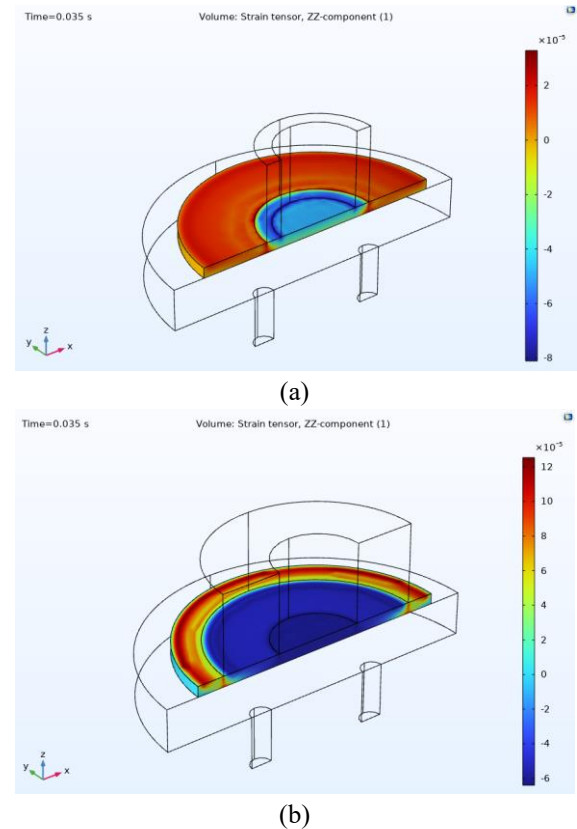 Time=0.035 s Volume: Strain tensor, ZZ-component (1)
×10⁻⁵
2
0
-2
-4
-6
-8
z
y
x
(a)
Time=0.035 s Volume: Strain tensor, ZZ-component (1)
×10⁻⁵
12
10
8
6
4
2
0
-2
-4
-6
z
y
x
(b)